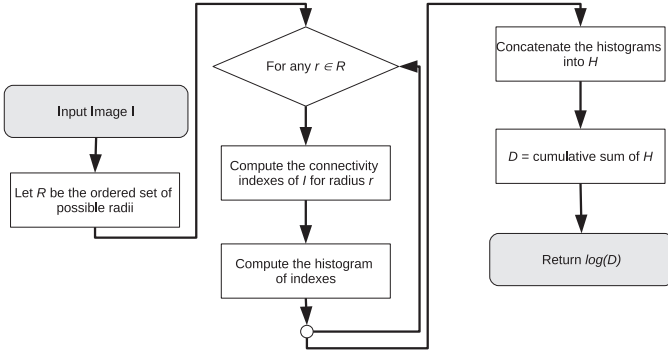 Input Image I
Let R be the ordered set of
possible radii
For any r ∈ R
Compute the connectivity
indexes of I for radius r
Compute the histogram
of indexes
Concatenate the histograms
into H
D = cumulative sum of H
Return log(D)